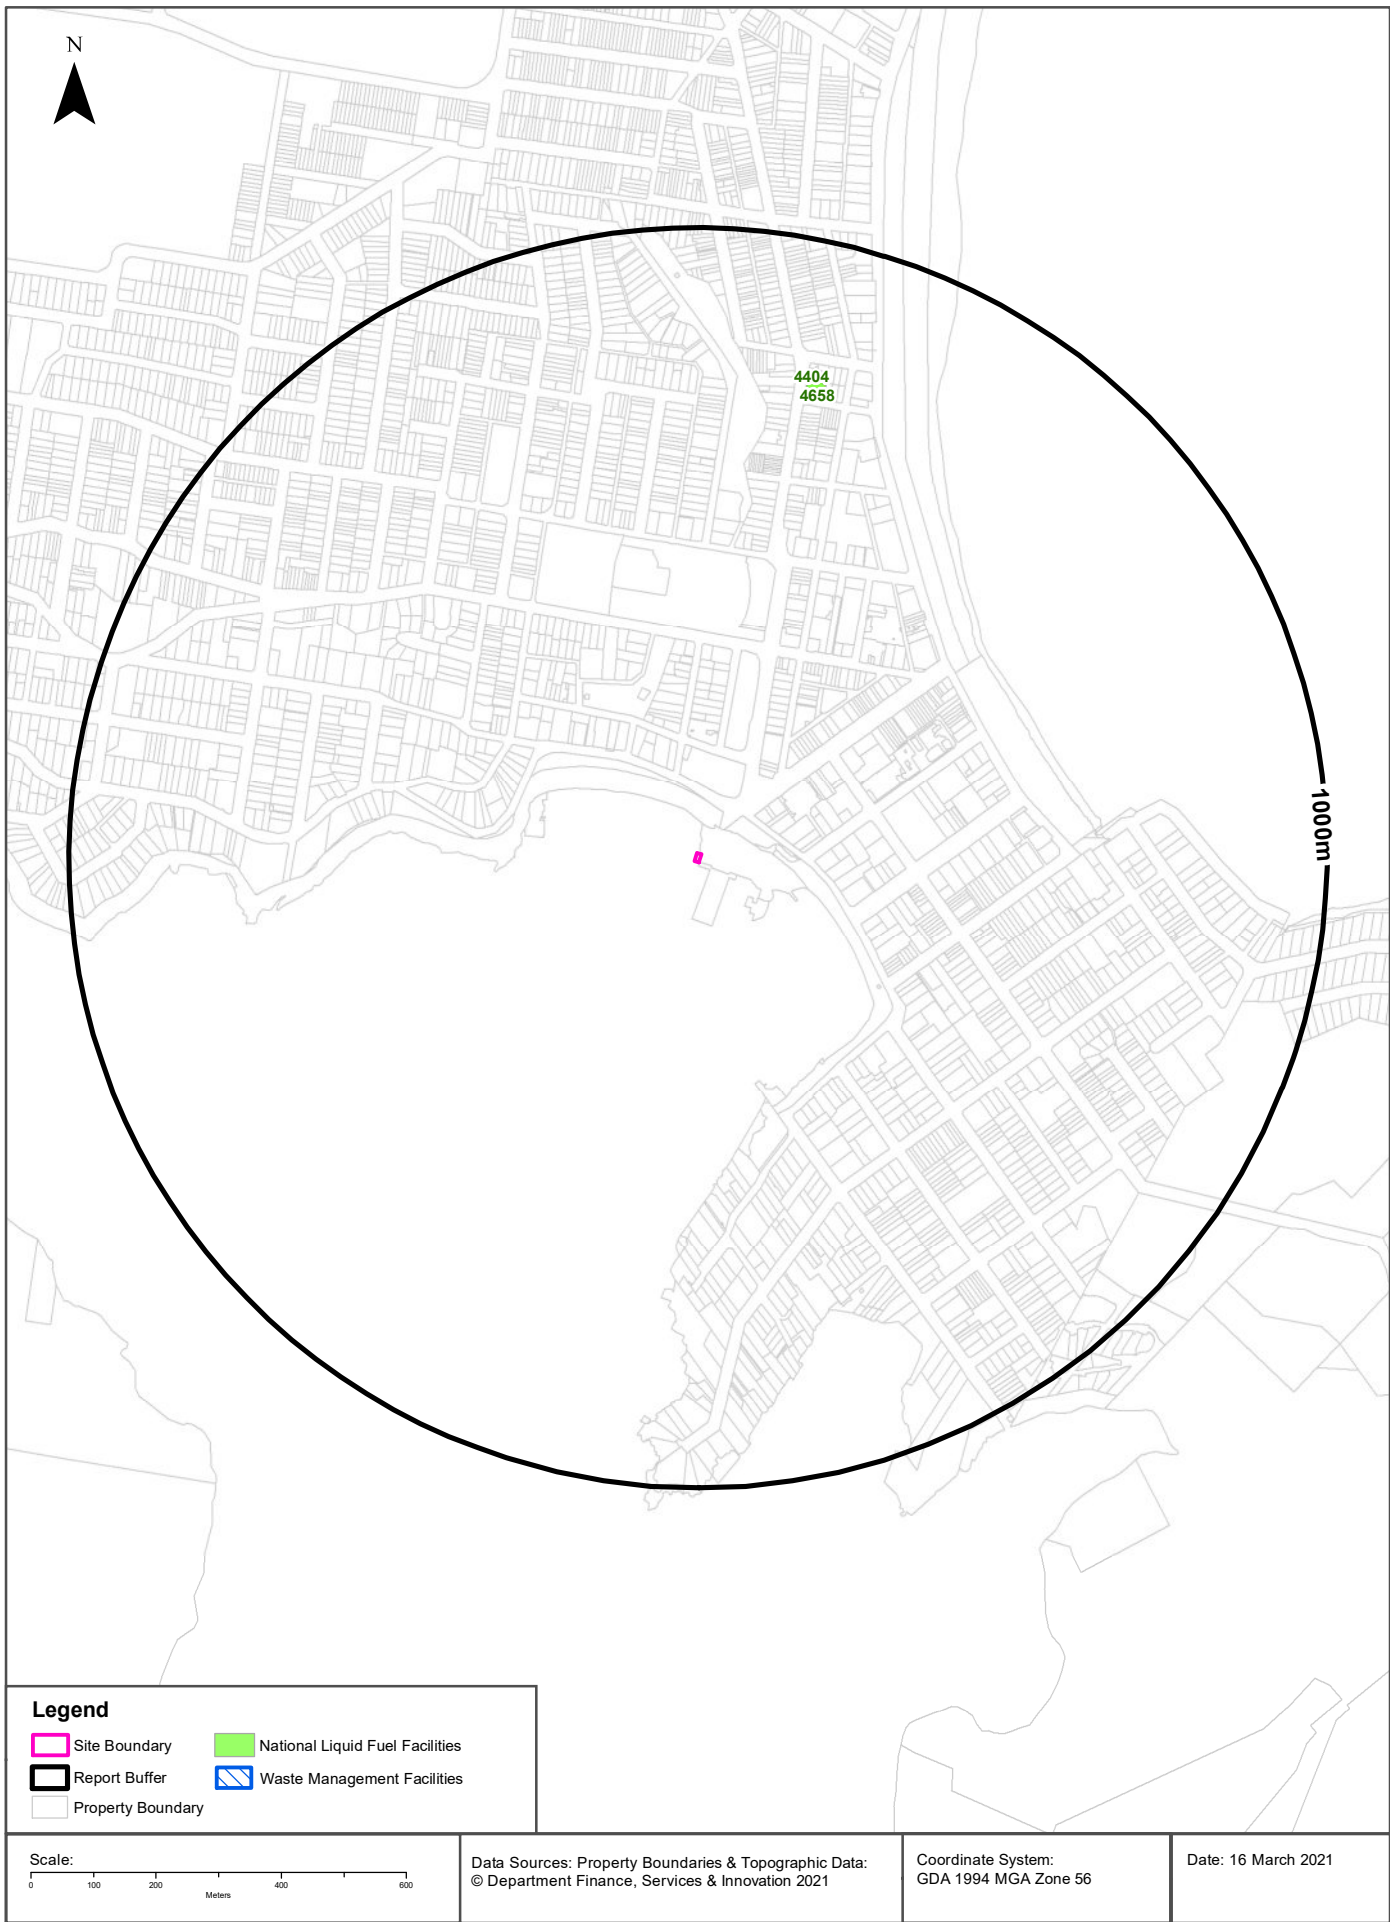 N
4404
4658
1000m
Legend
Site Boundary
National Liquid Fuel Facilities
Report Buffer
Waste Management Facilities
Property Boundary
Scale:
0 100 200 400 600
Meters
Data Sources: Property Boundaries & Topographic Data:
© Department Finance, Services & Innovation 2021
Coordinate System:
GDA 1994 MGA Zone 56
Date: 16 March 2021